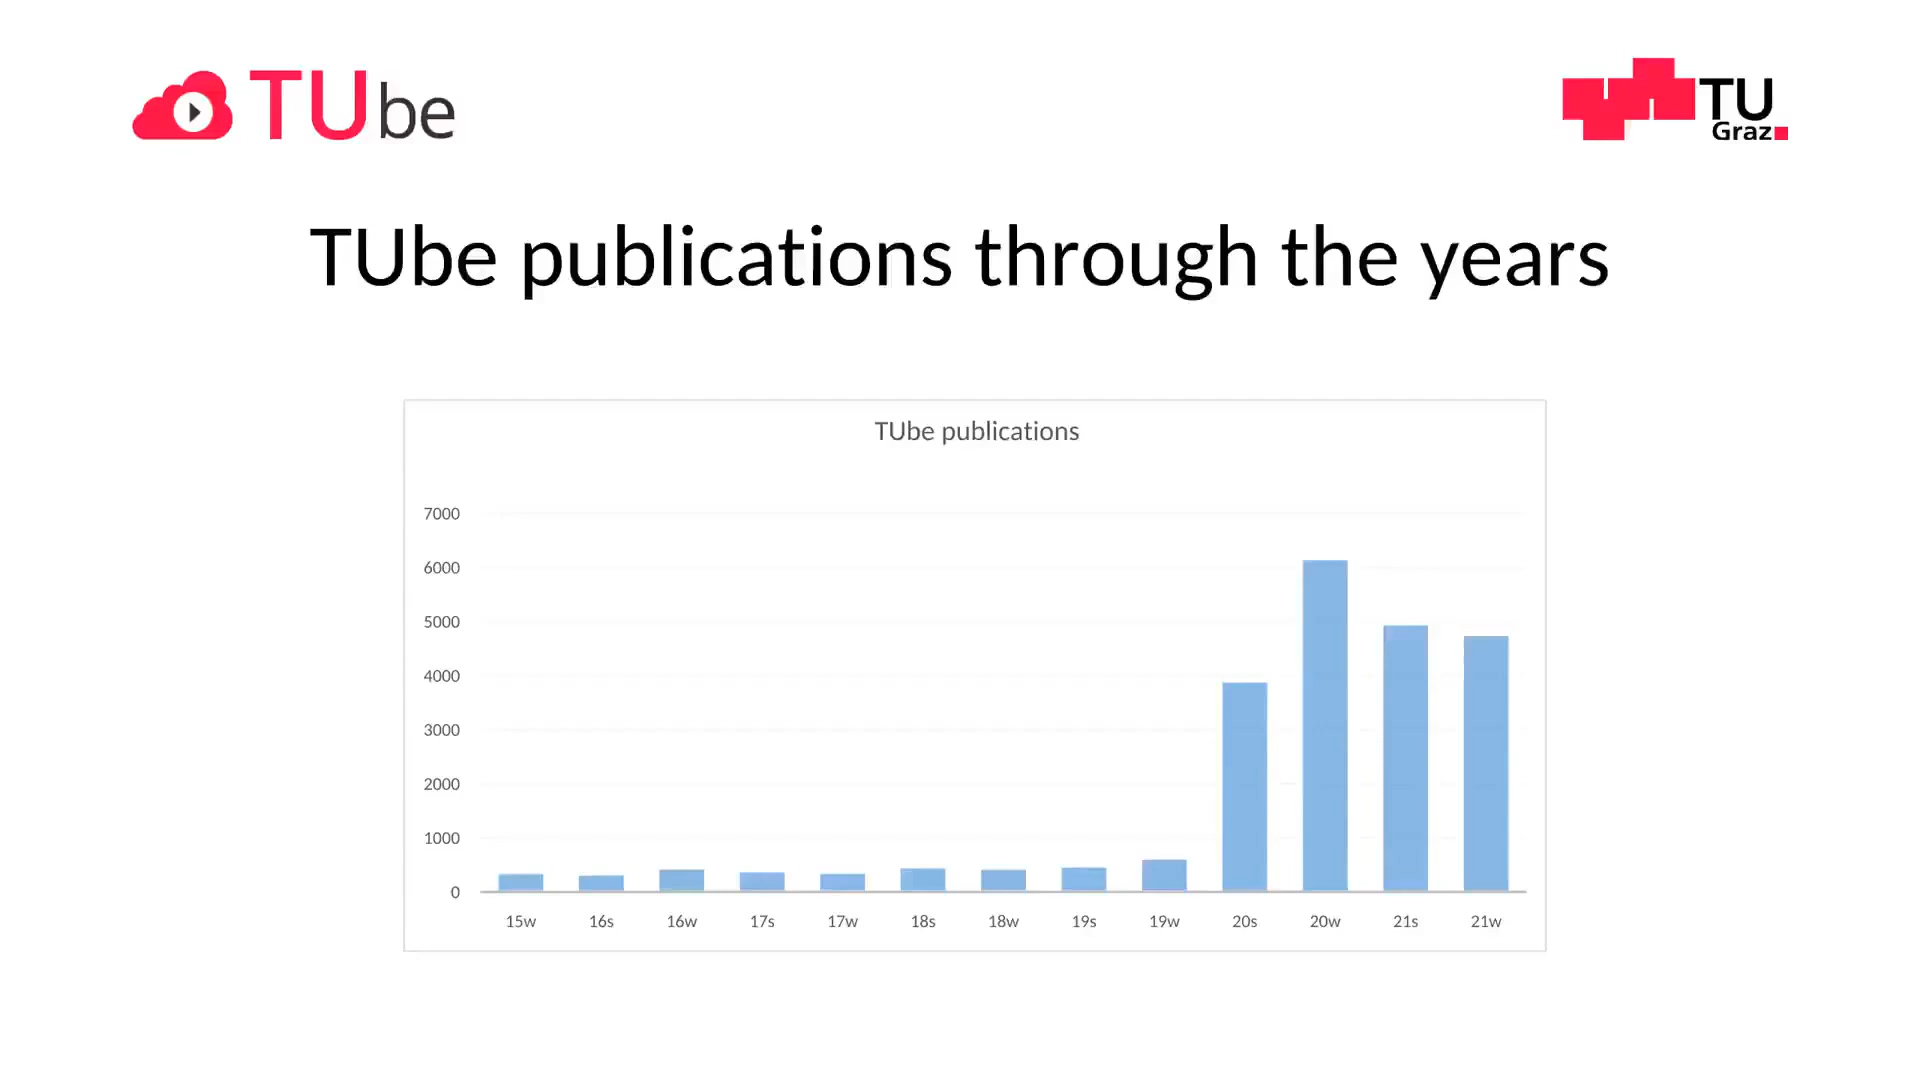 TUbe
TU
Graz
TUbe publications through the years
TUbe publications
7000
6000
5000
4000
3000
2000
1000
0
15w 16s 16w 17s 17w 18s 18w 19s 19w 20s 20w 21s 21w